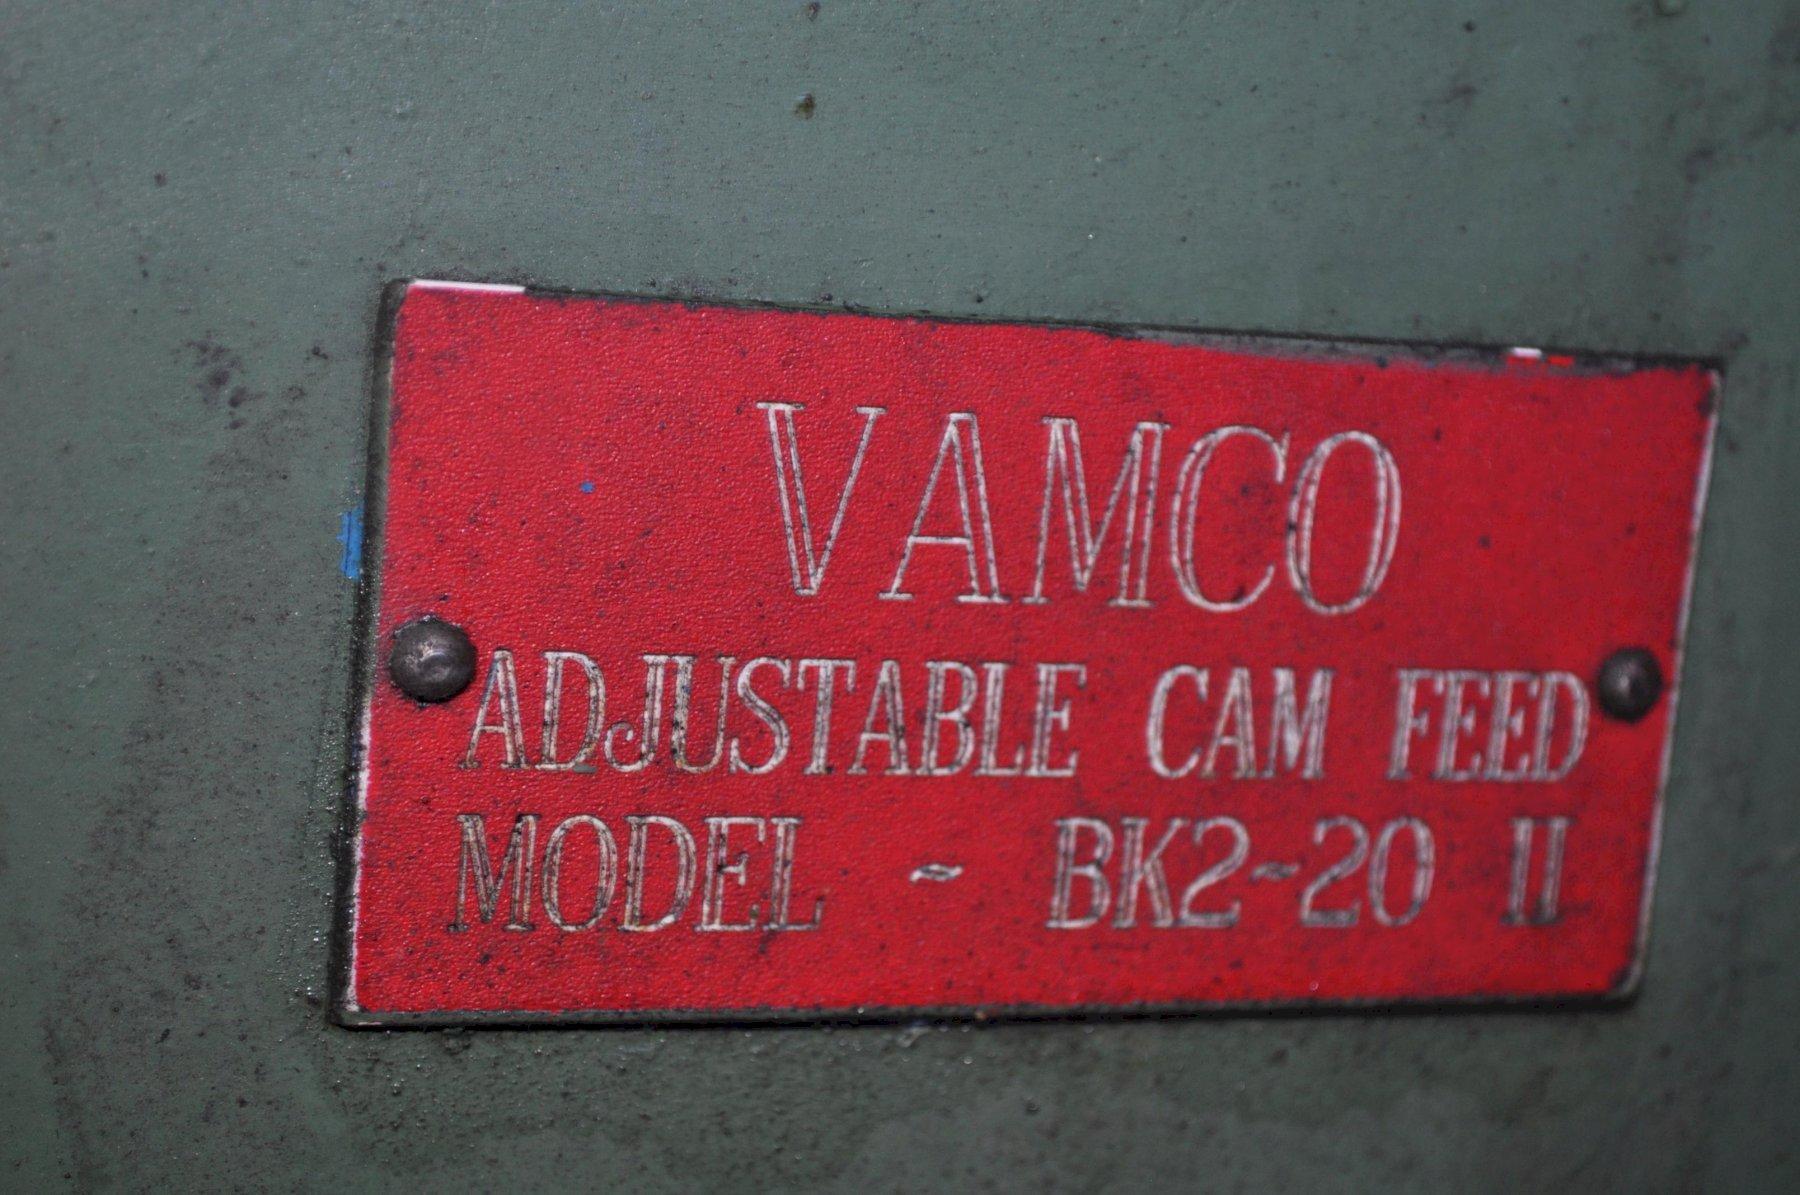 VAMCO
ADJUSTABLE CAM FEED
MODEL - BK2-20 II